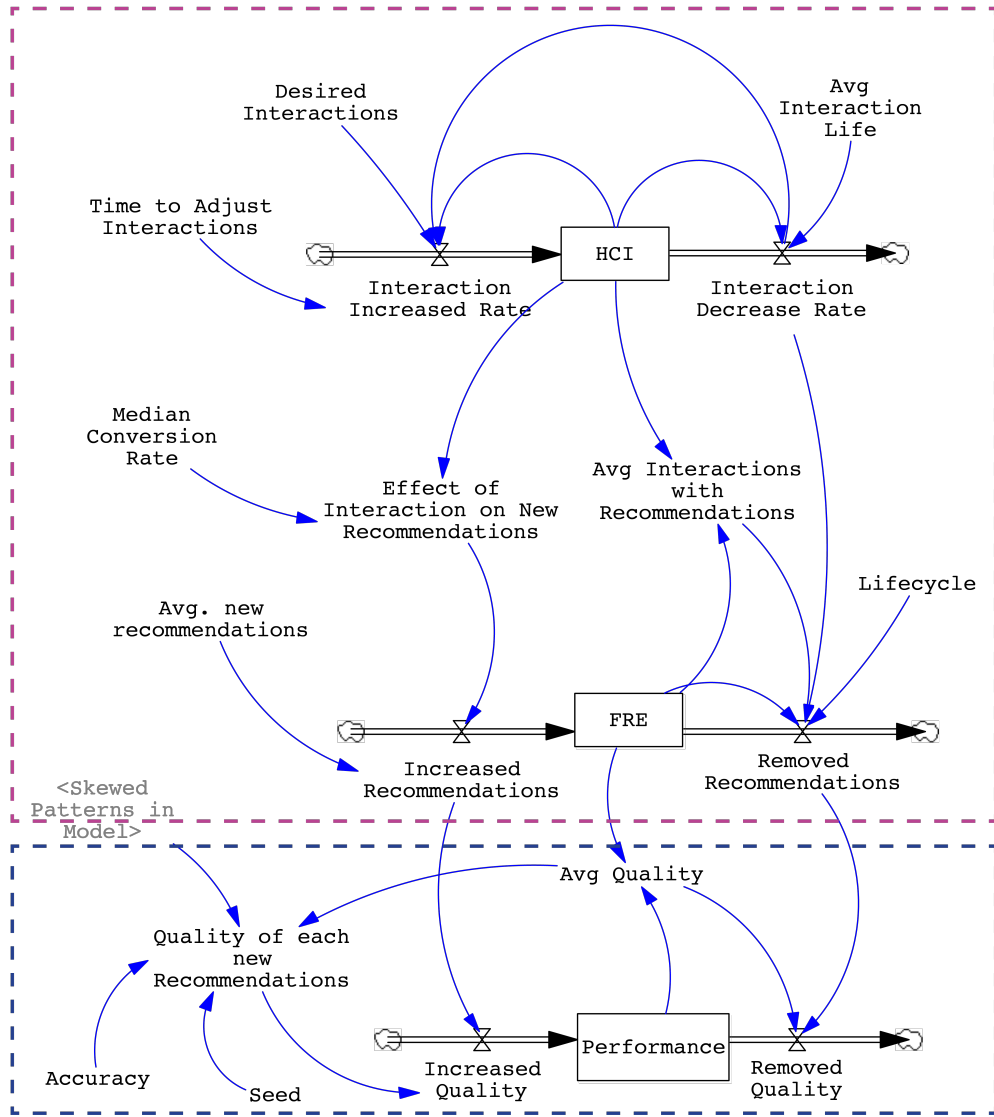 Desired
Interactions
Avg
Interaction
Life
Time to Adjust
Interactions
HCI
Interaction
Increased Rate
Interaction
Decrease Rate
Median
Conversion
Rate
Effect of
Interaction on New
Recommendations
Avg Interactions
with
Recommendations
Lifecycle
Avg. new
recommendations
FRE
Increased
Recommendations
Removed
Recommendations
<Skewed
Patterns in
Model>
Avg Quality
Quality of each
new
Recommendations
Performance
Accuracy
Seed
Increased
Quality
Removed
Quality